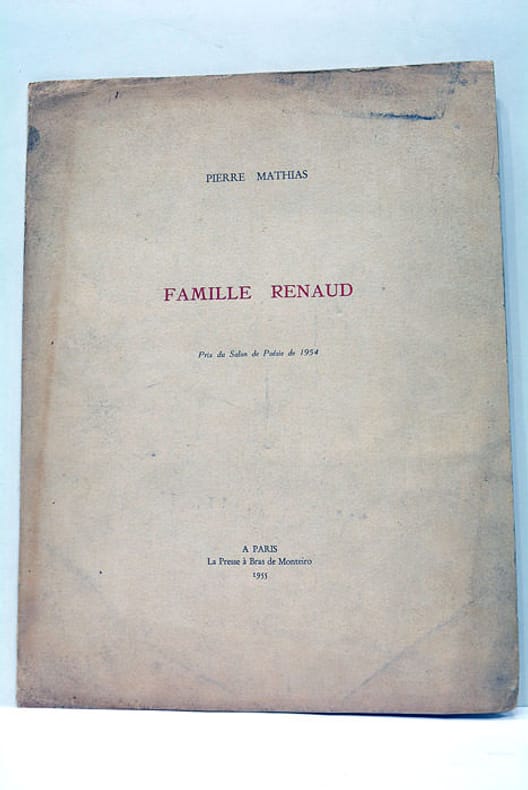 PIERRE MATHIAS
FAMILLE RENAUD
Prix du Salon de Poésie de 1954
A PARIS
La Presse à Bras de Monteiro
1955